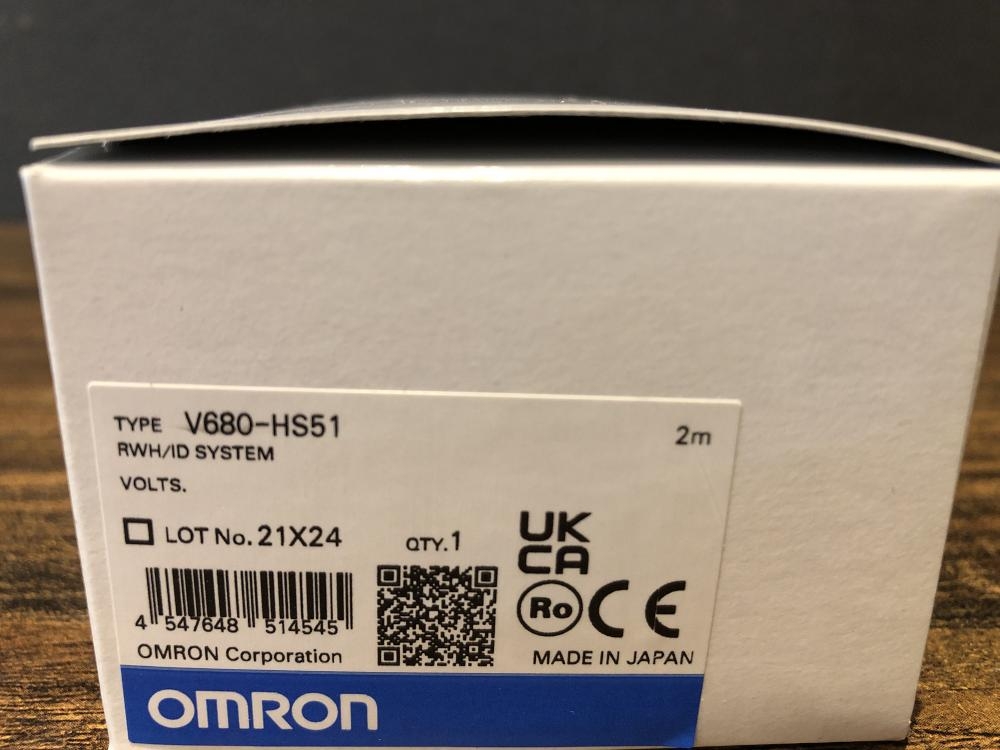 TYPE V680-HS51 2m
RWH/ID SYSTEM
VOLTS.
LOT No. 21X24 QTY.1
UK
CA
Ro CE
4 547648 514545
OMRON Corporation MADE IN JAPAN
OMRON